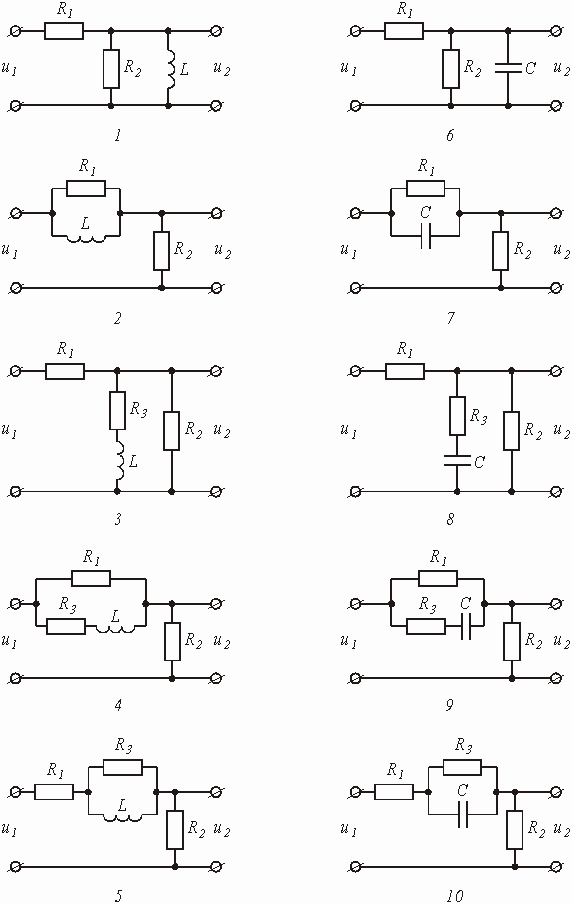 R1 R1
u1 R2 L u2 u1 R2 C u2
1 6
R1 R1
L C
u1 R2 u2 u1 R2 u2
2 7
R1 R1
u1 R3 R2 u2 u1 R3 R2 u2
L C
3 8
R1 R1
R3 L R3 C
u1 R2 u2 u1 R2 u2
4 9
R3 R3
R1 R1
L C
u1 R2 u2 u1 R2 u2
5 10